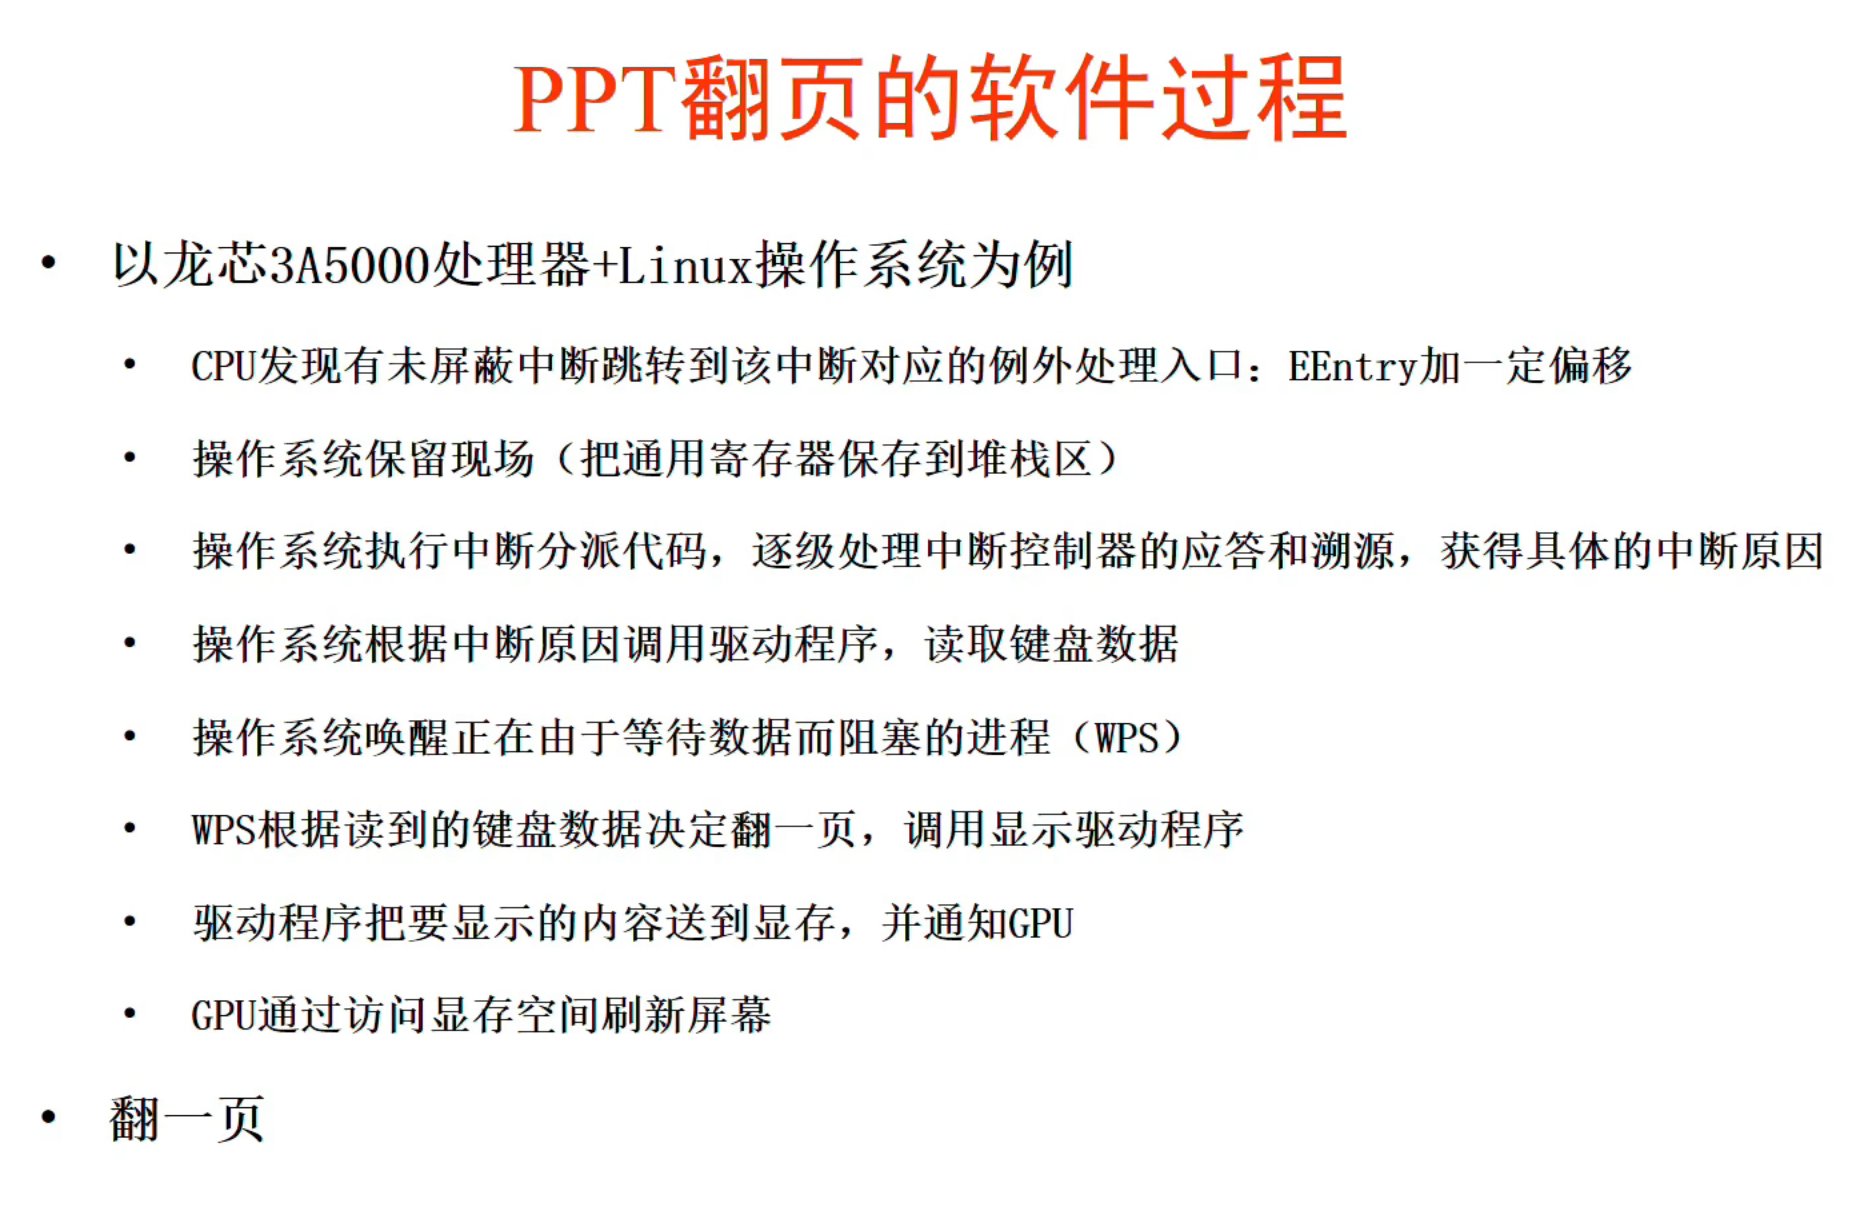 PPT翻页的软件过程
• 以龙芯3A5000处理器+Linux操作系统为例
• CPU发现有未屏蔽中断跳转到该中断对应的例外处理入口：EEntry加一定偏移
• 操作系统保留现场（把通用寄存器保存到堆栈区）
• 操作系统执行中断分派代码，逐级处理中断控制器的应答和溯源，获得具体的中断原因
• 操作系统根据中断原因调用驱动程序，读取键盘数据
• 操作系统唤醒正在由于等待数据而阻塞的进程（WPS）
• WPS根据读到的键盘数据决定翻一页，调用显示驱动程序
• 驱动程序把要显示的内容送到显存，并通知GPU
• GPU通过访问显存空间刷新屏幕
• 翻一页